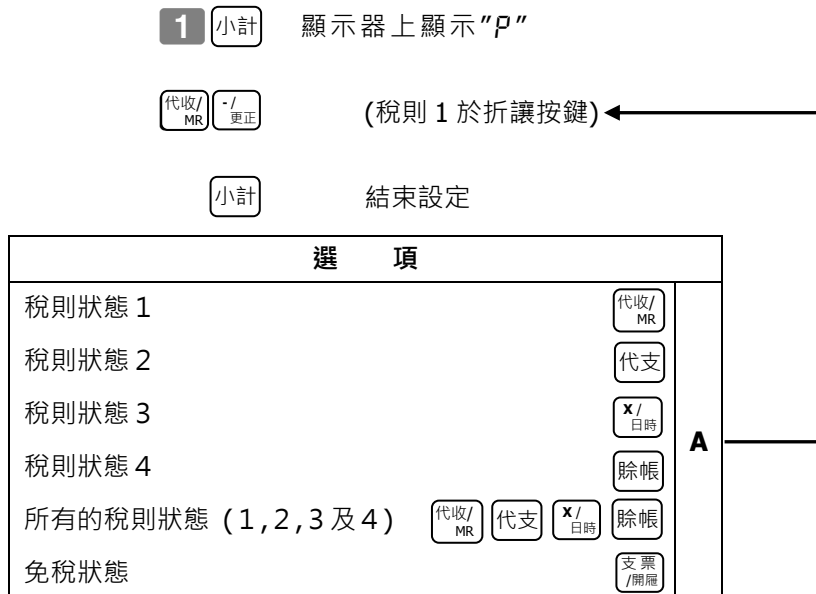 1 小計 顯示器上顯示"P"
代收/MR -/更正 (稅則1於折讓按鍵)
小計 結束設定
選 項
稅則狀態1 代收/MR
稅則狀態2 代支
稅則狀態3 x/日時
A
稅則狀態4 賒帳
所有的稅則狀態 (1,2,3及4) 代收/MR 代支 x/日時 賒帳
免稅狀態 支票/開屜